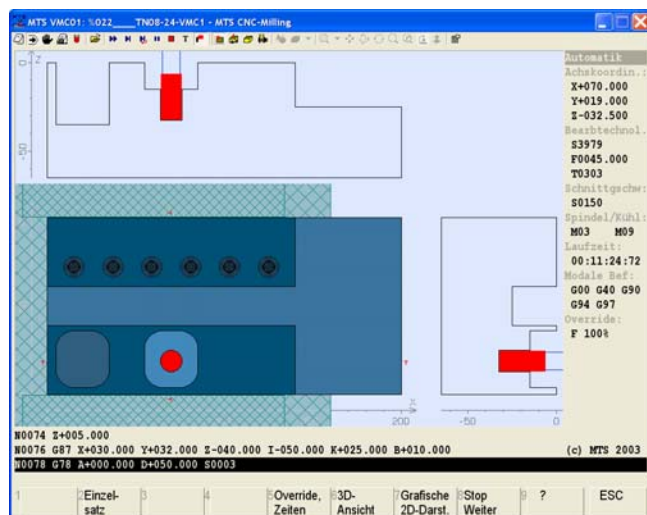 MTS VMC01: %022____TN08-24-VMC1 - MTS CNC-Milling
T
0
Z
-50
Automatik
Achskoordin.:
X+070.000
Y+019.000
Z-032.500
Bearbtechnol.
S3979
F0045.000
T0303
Schnittgschw:
S0150
Spindel/Kühl:
M03 M09
Laufzeit:
00:11:24:72
Modale Bef:
G00 G40 G90
G94 G97
Override:
F 100%
200
-50
0
N0074 Z+005.000
N0076 G87 X+030.000 Y+032.000 Z-040.000 I-050.000 K+025.000 B+010.000
(c) MTS 2003
N0078 G78 A+000.000 D+050.000 S0003
1
2 Einzel-
satz
3
4
5 Override,
Zeiten
6 3D-
Ansicht
7 Grafische
2D-Darst.
8 Stop
Weiter
9 ?
ESC